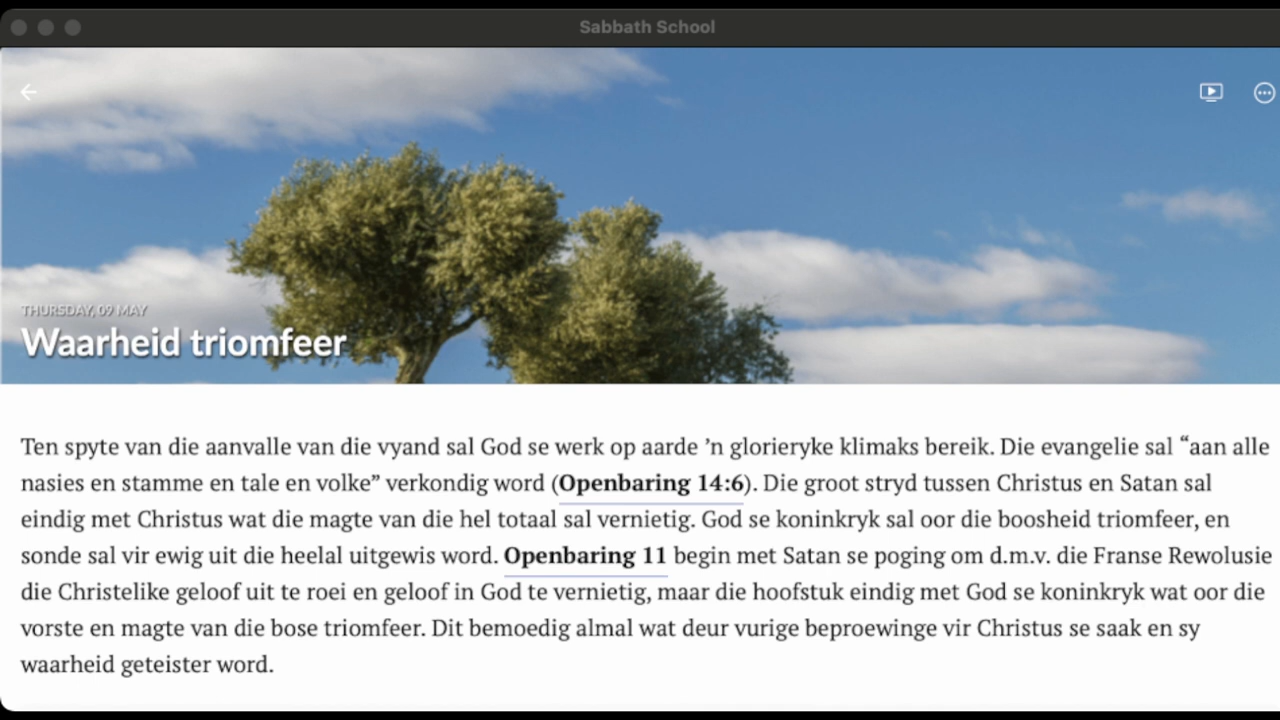 Sabbath School
THURSDAY, 09 MAY
Waarheid triomfeer
Ten spyte van die aanvalle van die vyand sal God se werk op aarde ’n glorieryke klimaks bereik. Die evangelie sal “aan alle
nasies en stamme en tale en volke” verkondig word (Openbaring 14:6). Die groot stryd tussen Christus en Satan sal
eindig met Christus wat die magte van die hel totaal sal vernietig. God se koninkryk sal oor die boosheid triomfeer, en
sonde sal vir ewig uit die heelal uitgewis word. Openbaring 11 begin met Satan se poging om d.m.v. die Franse Rewolusie
die Christelike geloof uit te roei en geloof in God te vernietig, maar die hoofstuk eindig met God se koninkryk wat oor die
vorste en magte van die bose triomfeer. Dit bemoedig almal wat deur vurige beproewinge vir Christus se saak en sy
waarheid geteister word.